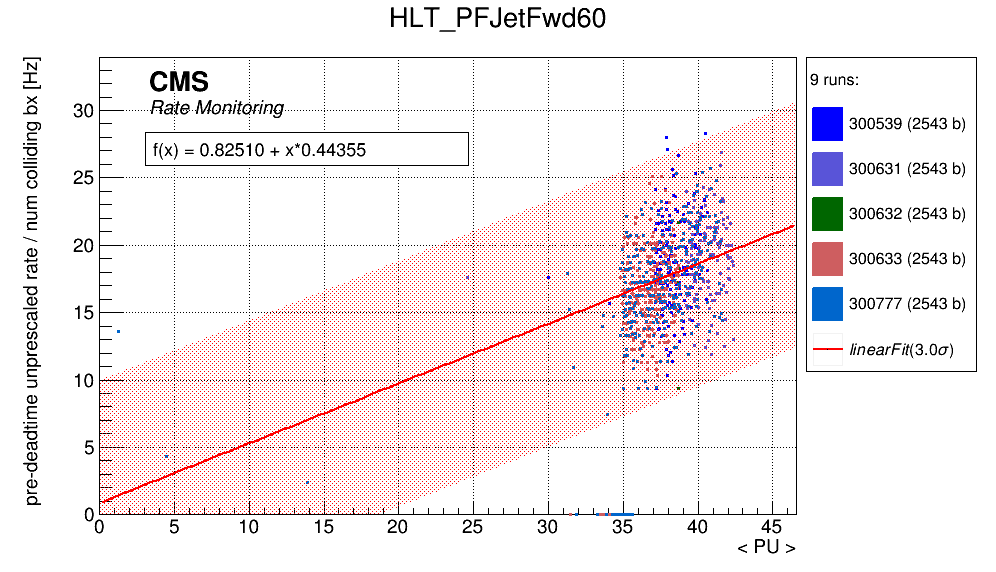 HLT_PFJetFwd60
pre-deadtime unprescaled rate / num colliding bx [Hz]
CMS
Rate Monitoring
f(x) = 0.82510 + x*0.44355
30
25
20
15
10
5
0
0 5 10 15 20 25 30 35 40 45
< PU >
9 runs:
300539 (2543 b)
300631 (2543 b)
300632 (2543 b)
300633 (2543 b)
300777 (2543 b)
linearFit(3.0σ)